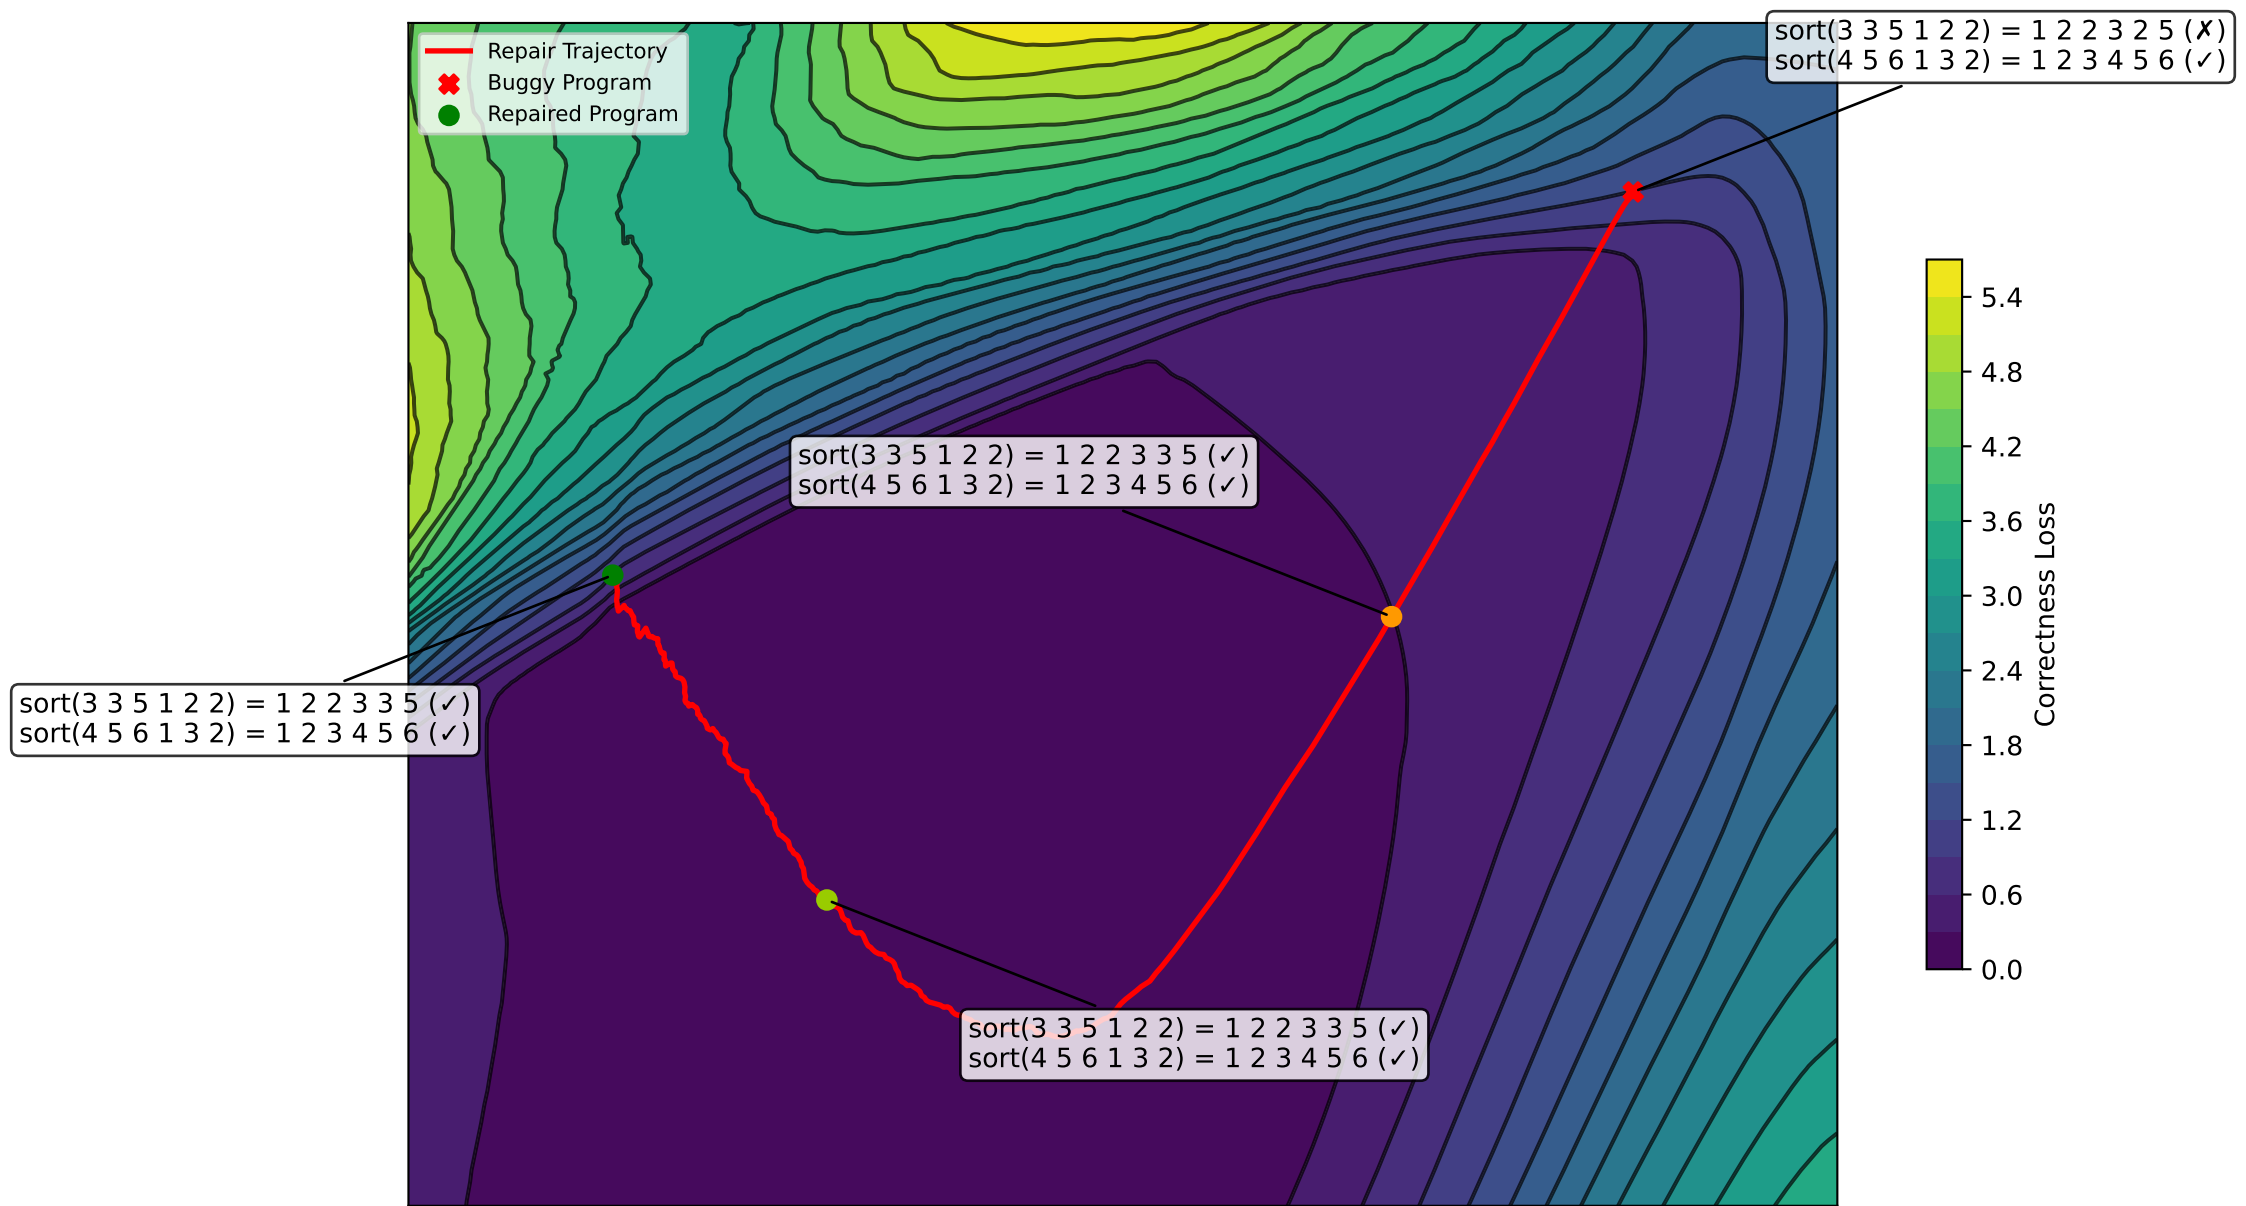 sort(3 3 5 1 2 2) = 1 2 2 3 2 5 (✗)
sort(4 5 6 1 3 2) = 1 2 3 4 5 6 (✓)
Repair Trajectory
Buggy Program
Repaired Program
sort(3 3 5 1 2 2) = 1 2 2 3 3 5 (✓)
sort(4 5 6 1 3 2) = 1 2 3 4 5 6 (✓)
sort(3 3 5 1 2 2) = 1 2 2 3 3 5 (✓)
sort(4 5 6 1 3 2) = 1 2 3 4 5 6 (✓)
sort(3 3 5 1 2 2) = 1 2 2 3 3 5 (✓)
sort(4 5 6 1 3 2) = 1 2 3 4 5 6 (✓)
5.4
4.8
4.2
3.6
3.0
2.4
1.8
1.2
0.6
0.0
Correctness Loss